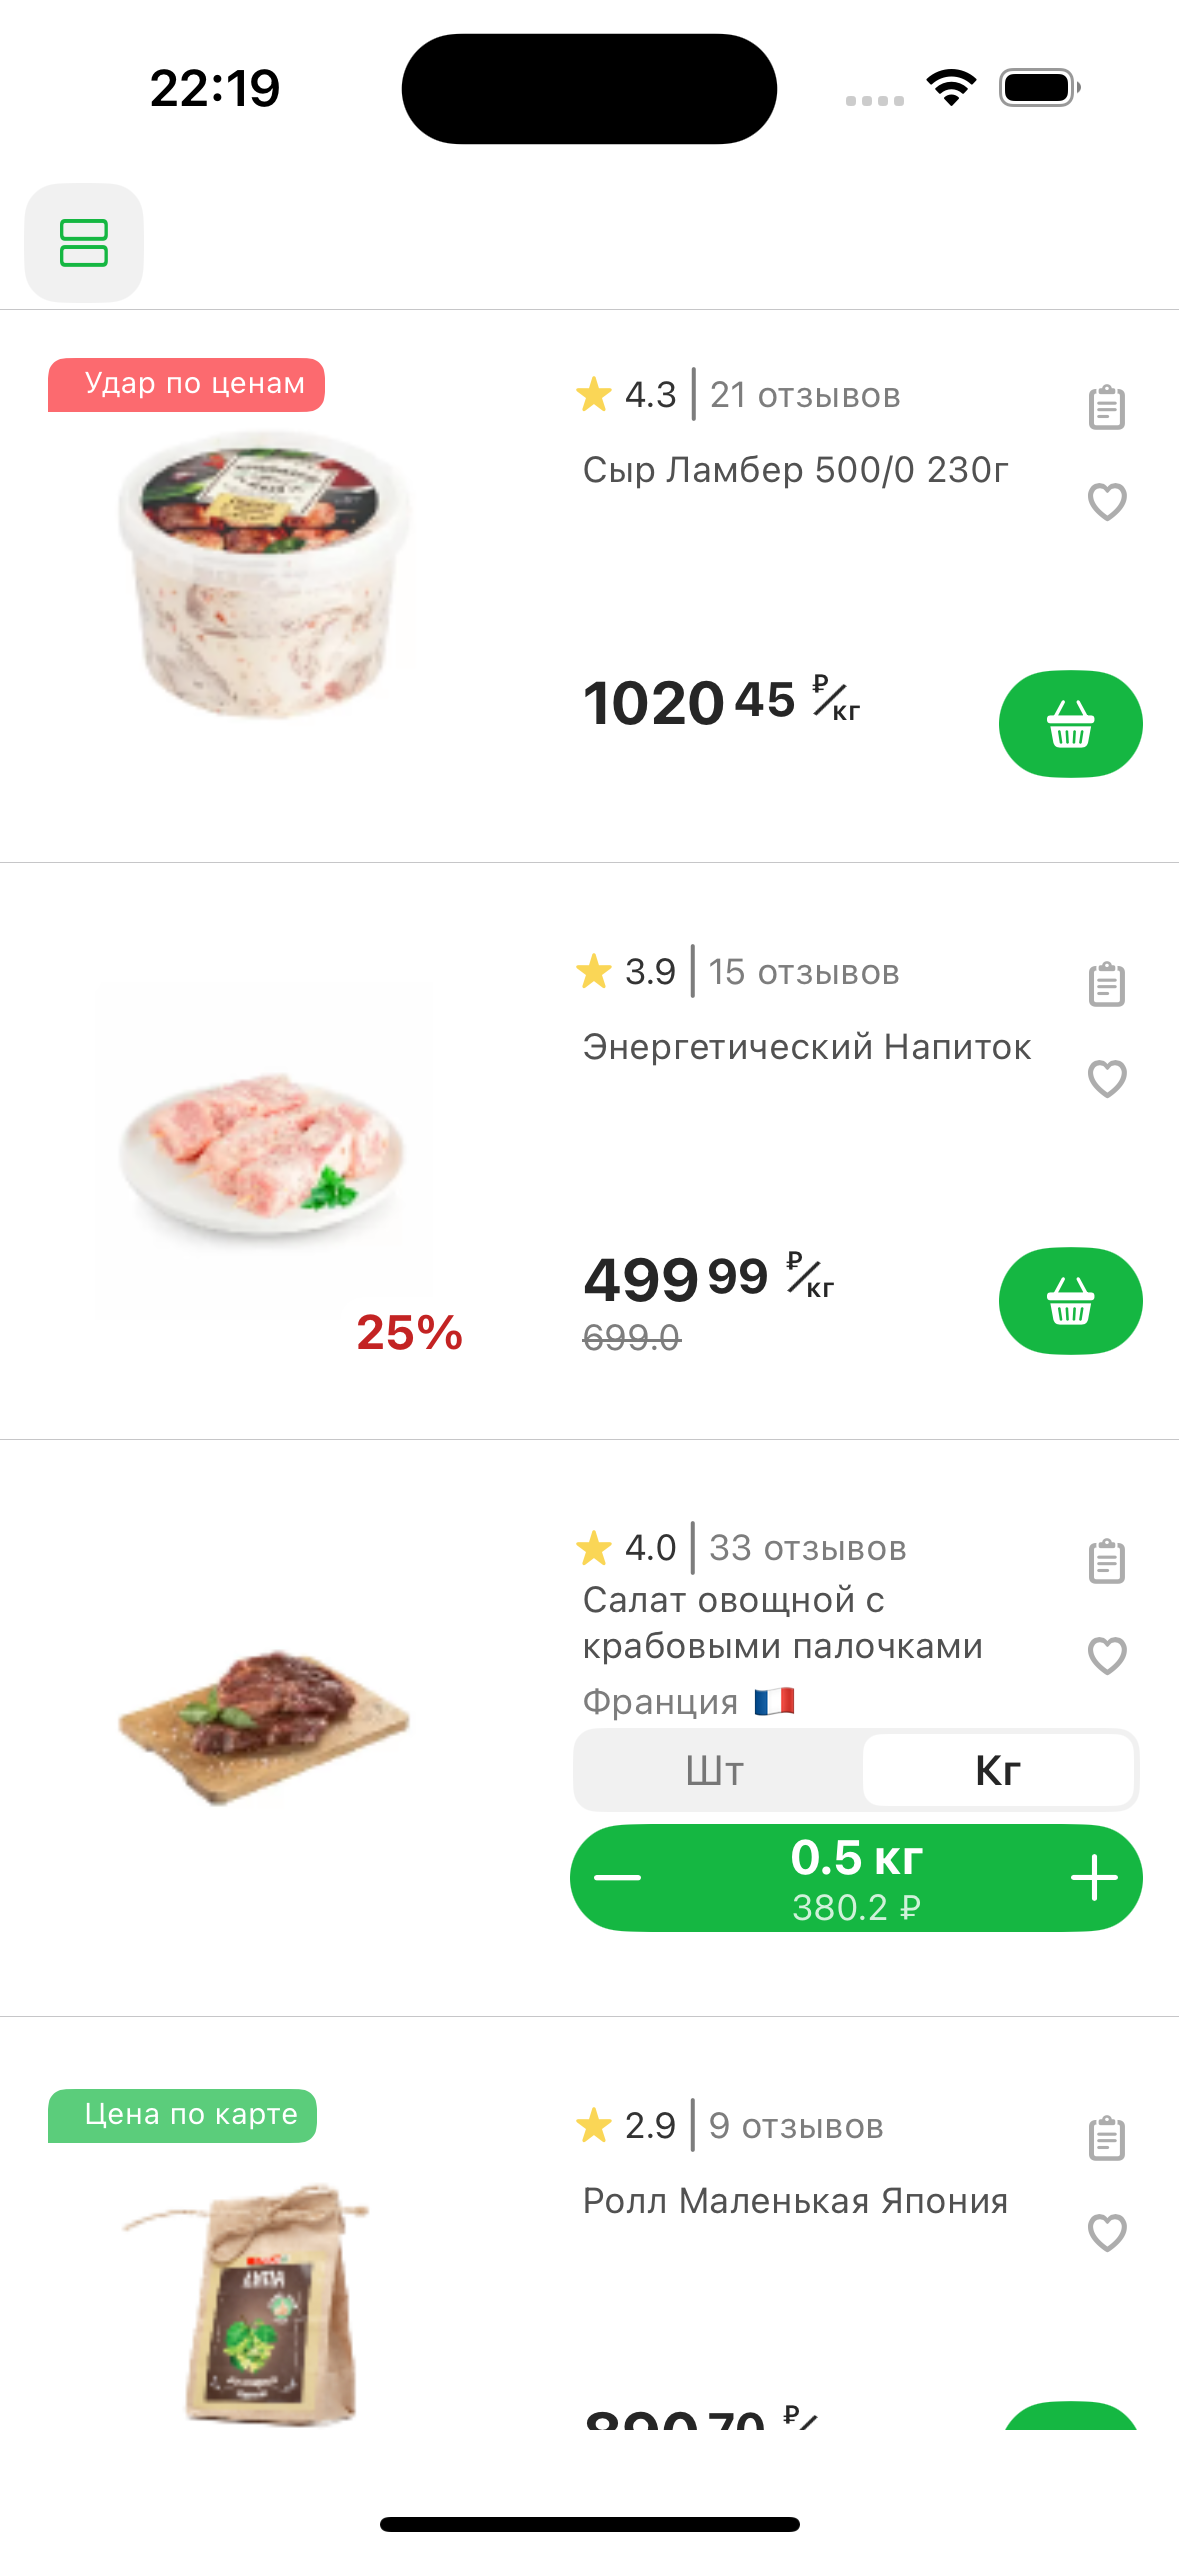 22:19
Удар по ценам
4.3 | 21 отзывов
Сыр Ламбер 500/0 230г
1020 45 ₽/кг
3.9 | 15 отзывов
Энергетический Напиток
499 99 ₽/кг
699.0
25%
4.0 | 33 отзывов
Салат овощной с
крабовыми палочками
Франция 🇫🇷
Шт
Кг
0.5 кг
380.2 ₽
Цена по карте
2.9 | 9 отзывов
Ролл Маленькая Япония
890 70 ₽/